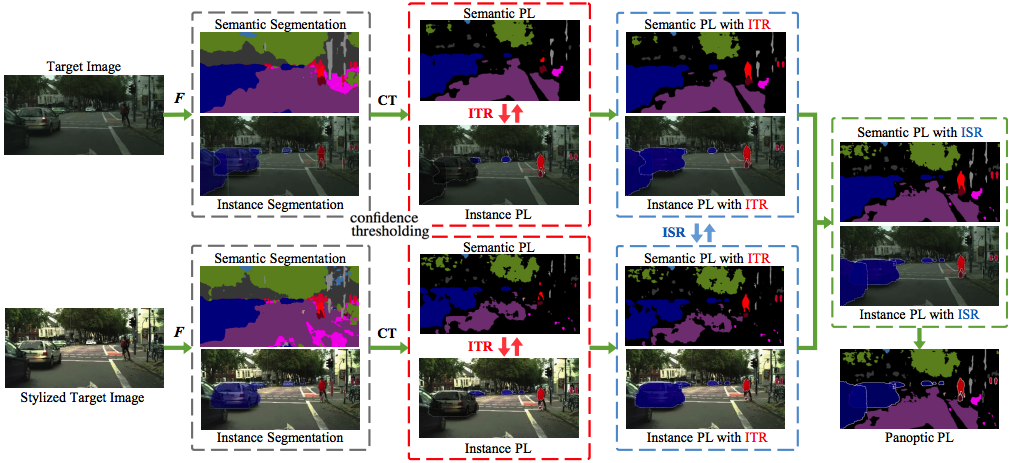 Target Image
F
Semantic Segmentation
Instance Segmentation
CT
Semantic PL
ITR
Instance PL
Semantic PL with ITR
Instance PL with ITR
confidence
thresholding
ISR
Stylized Target Image
F
Semantic Segmentation
Instance Segmentation
CT
Semantic PL
ITR
Instance PL
Semantic PL with ITR
Instance PL with ITR
Semantic PL with ISR
Instance PL with ISR
Panoptic PL